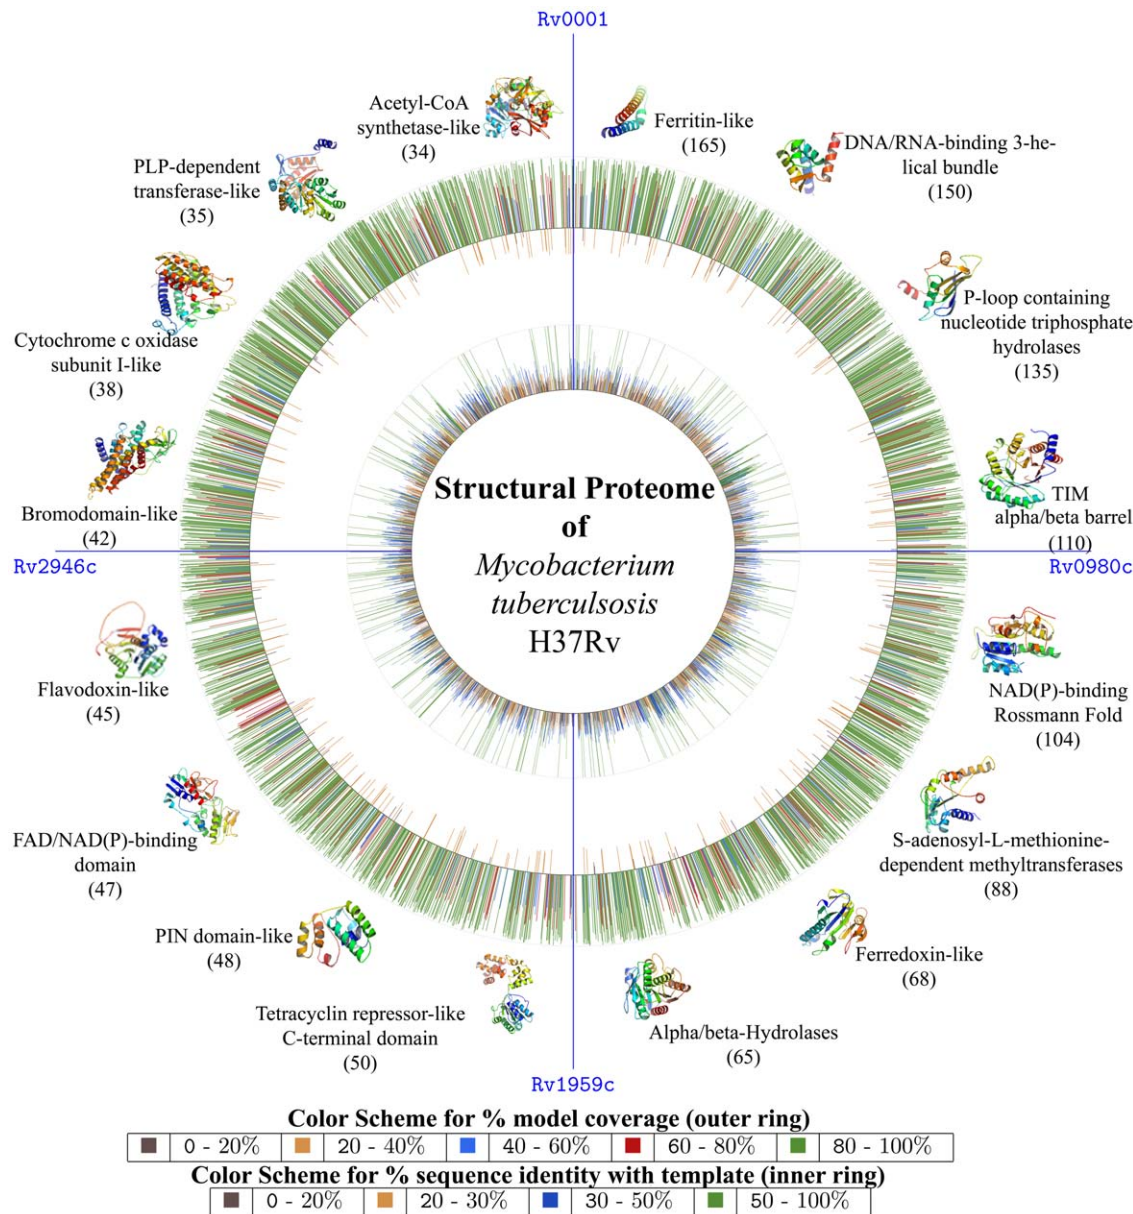 Rv0001
Acetyl-CoA
synthetase-like
(34)
Ferritin-like
(165)
DNA/RNA-binding 3-he-
lical bundle
(150)
PLP-dependent
transferase-like
(35)
P-loop containing
nucleotide triphosphate
hydrolases
(135)
Cytochrome c oxidase
subunit I-like
(38)
TIM
alpha/beta barrel
(110)
Bromodomain-like
(42)
Structural Proteome
of
Mycobacterium
tuberculsosis
H37Rv
Rv2946c
Rv0980c
Flavodoxin-like
(45)
NAD(P)-binding
Rossmann Fold
(104)
FAD/NAD(P)-binding
domain
(47)
S-adenosyl-L-methionine-
dependent methyltransferases
(88)
PIN domain-like
(48)
Ferredoxin-like
(68)
Tetracyclin repressor-like
C-terminal domain
(50)
Alpha/beta-Hydrolases
(65)
Rv1959c
Color Scheme for % model coverage (outer ring)
0 - 20% 20 - 40% 40 - 60% 60 - 80% 80 - 100%
Color Scheme for % sequence identity with template (inner ring)
0 - 20% 20 - 30% 30 - 50% 50 - 100%